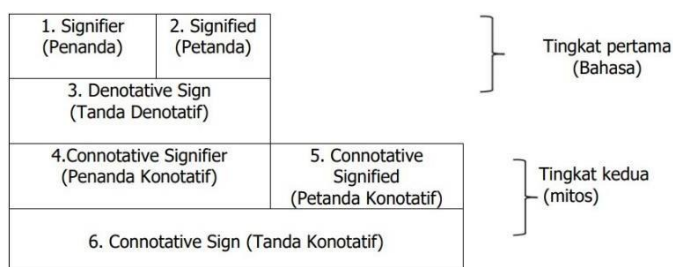 1. Signifier
(Penanda)
2. Signified
(Petanda)
Tingkat pertama
(Bahasa)
3. Denotative Sign
(Tanda Denotatif)
4.Connotative Signifier
(Penanda Konotatif)
5. Connotative
Signified
(Petanda Konotatif)
Tingkat kedua
(mitos)
6. Connotative Sign (Tanda Konotatif)